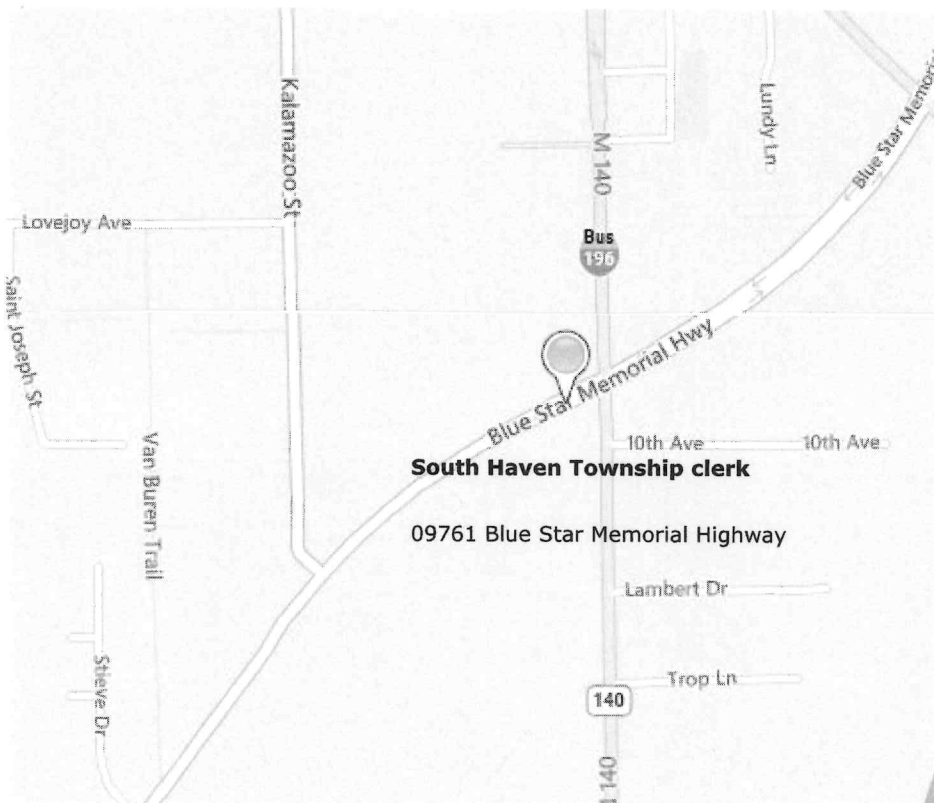 Kalamazoo St
M 140
Lundy Ln
Blue Star Memorial
Lovejoy Ave
Bus
196
Saint Joseph St
Blue Star Memorial Hwy
10th Ave
10th Ave
Van Buren Trail
South Haven Township clerk
09761 Blue Star Memorial Highway
Lambert Dr
Stieve Dr
Trop Ln
140
140